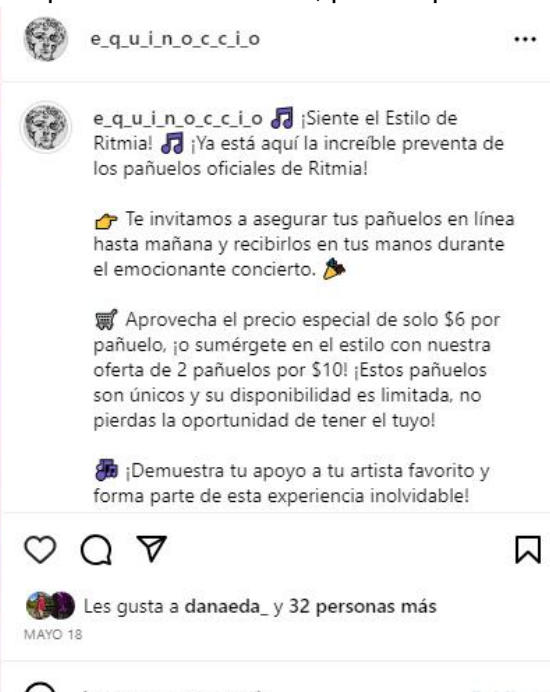 e_q_u_i_n_o_c_c_i_o
e_q_u_i_n_o_c_c_i_o 🎵 ¡Siente el Estilo de
Ritmia! 🎵 ¡Ya está aquí la increíble preventa de
los pañuelos oficiales de Ritmia!
👉 Te invitamos a asegurar tus pañuelos en línea
hasta mañana y recibirlos en tus manos durante
el emocionante concierto. 🎉
🛒 Aprovecha el precio especial de solo $6 por
pañuelo, ¡o sumérgete en el estilo con nuestra
oferta de 2 pañuelos por $10! ¡Estos pañuelos
son únicos y su disponibilidad es limitada, no
pierdas la oportunidad de tener el tuyo!
🎶 ¡Demuestra tu apoyo a tu artista favorito y
forma parte de esta experiencia inolvidable!
Les gusta a danaeda_ y 32 personas más
MAYO 18